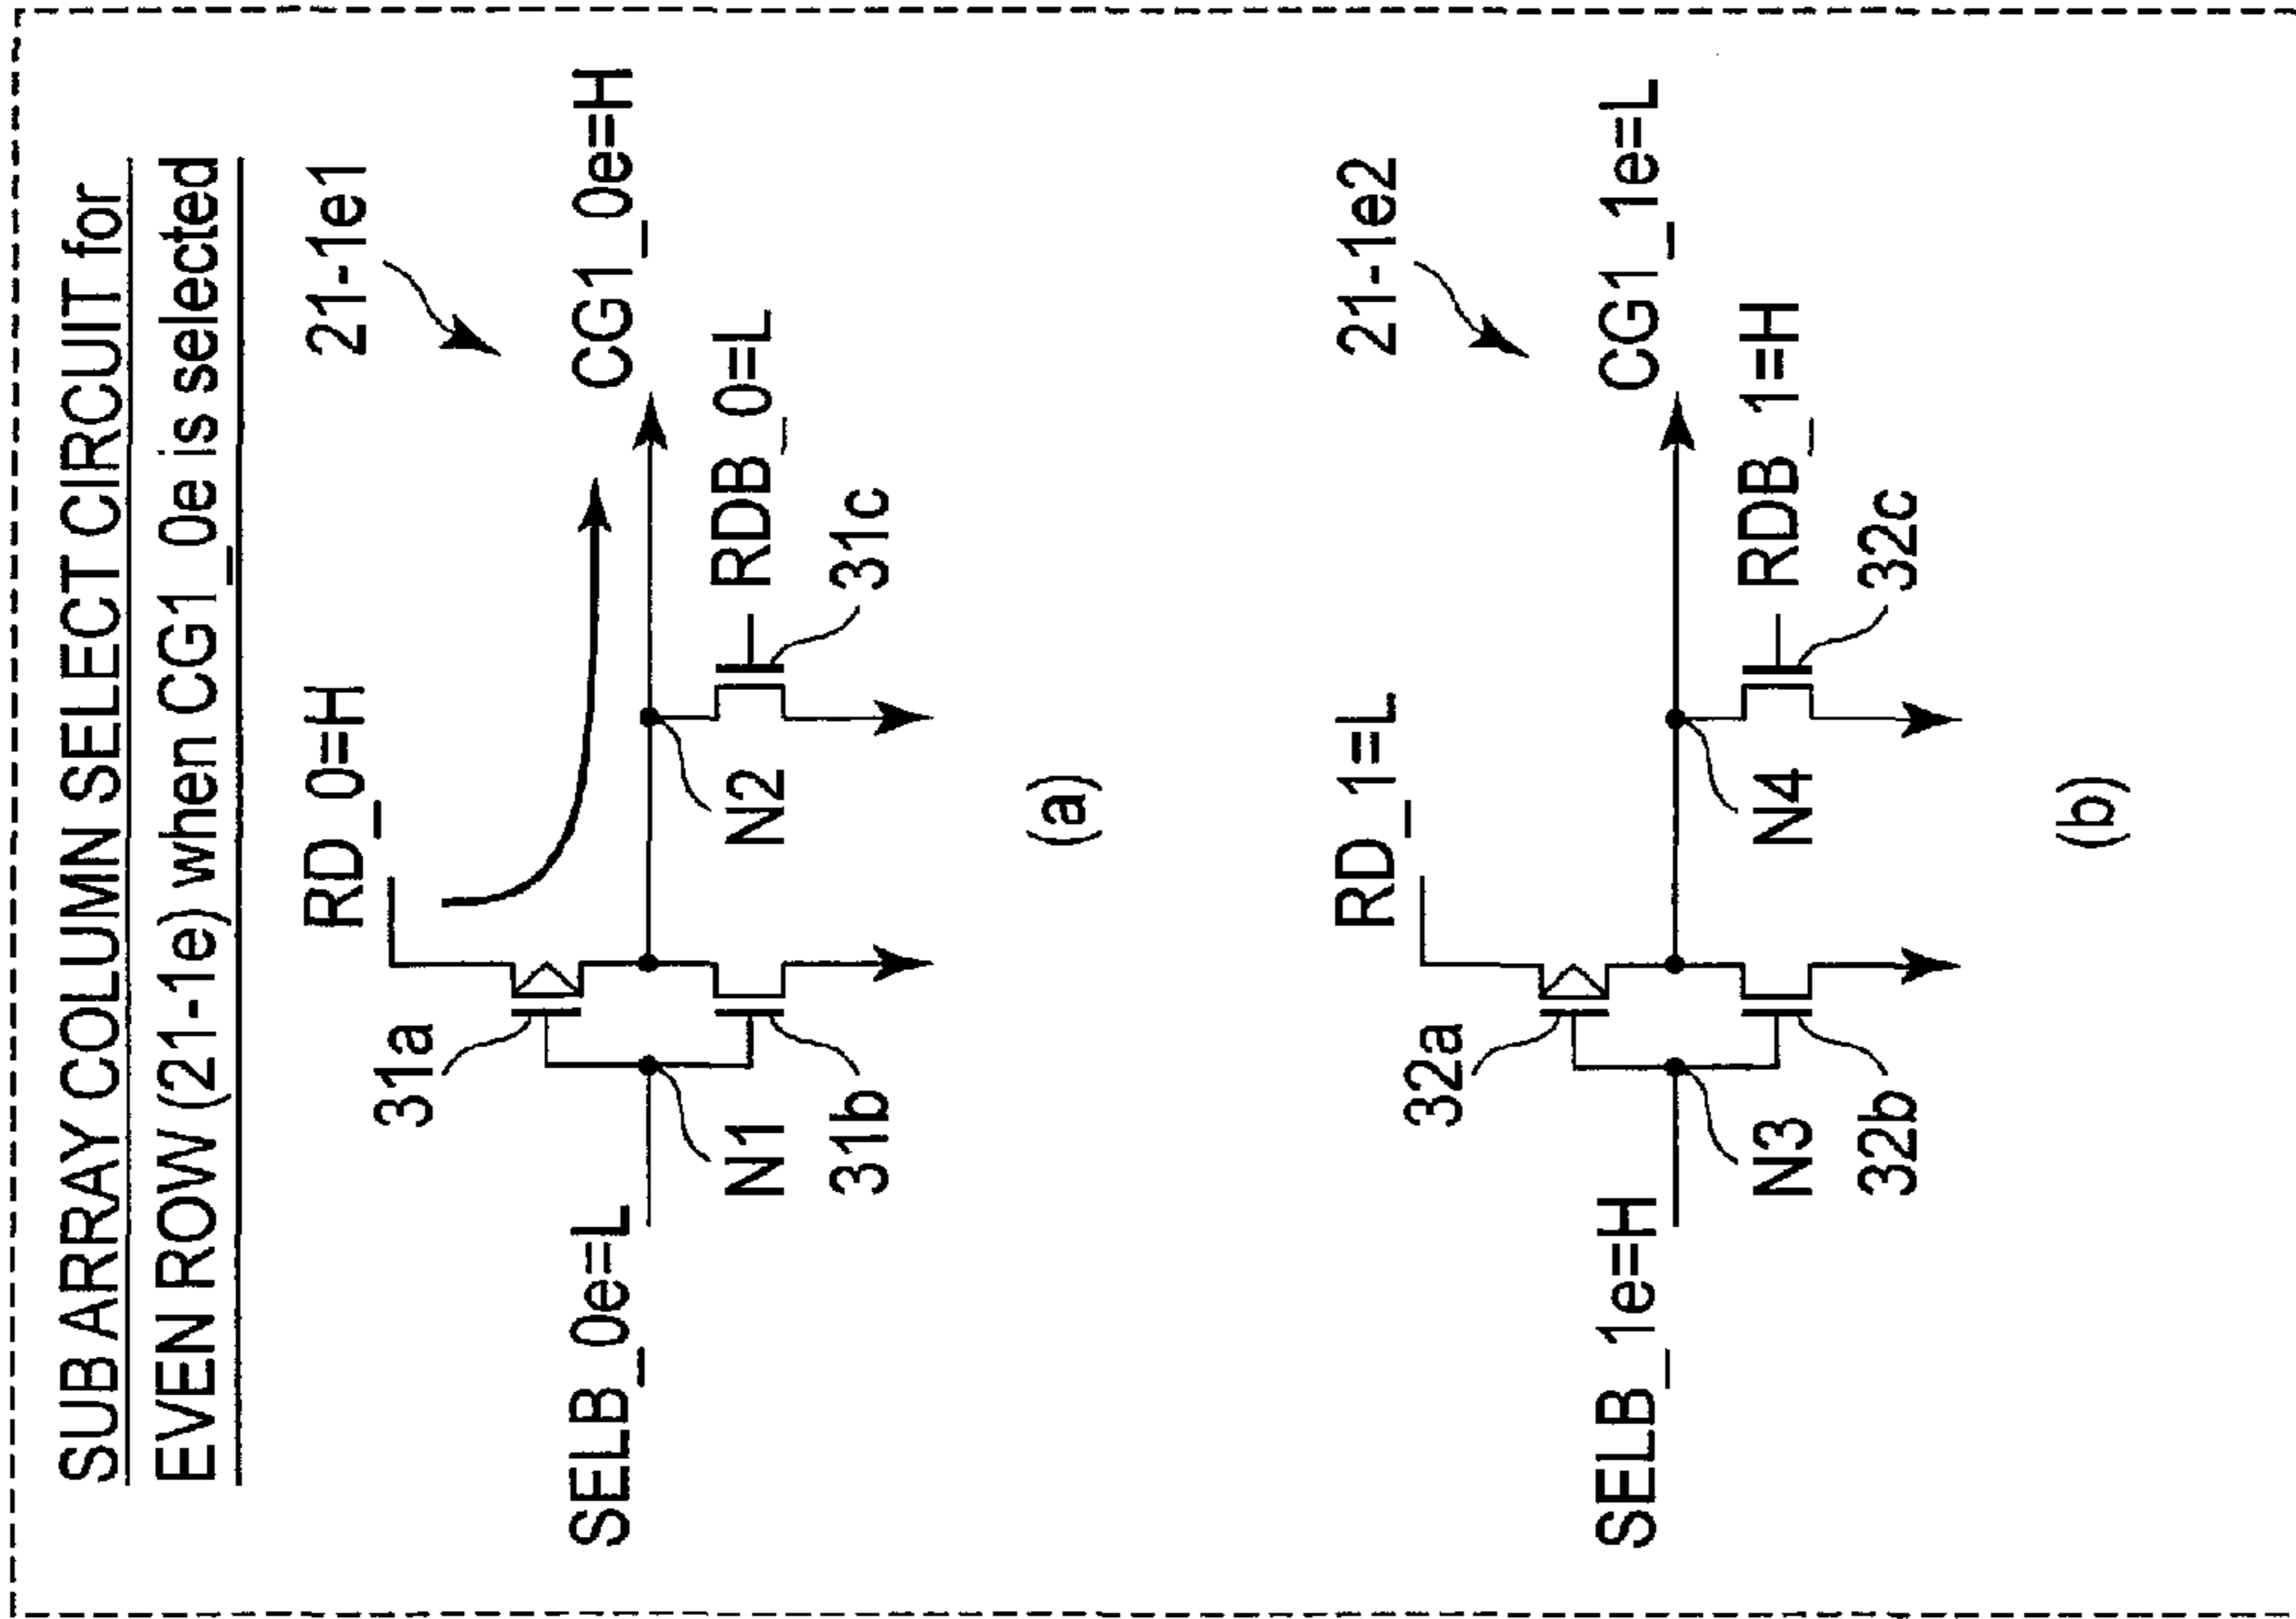 SUB ARRAY COLUMN SELECT CIRCUIT for
EVEN ROW (21-1e) when CG1_0e is selected
RD_0=H
21-1e1
31a
SELB_0e=L
CG1_0e=H
N1
N2
RDB_0=L
31b
31c
(a)
RD_1=L
21-1e2
32a
SELB_1e=H
CG1_1e=L
N3
N4
RDB_1=H
32b
32c
(b)